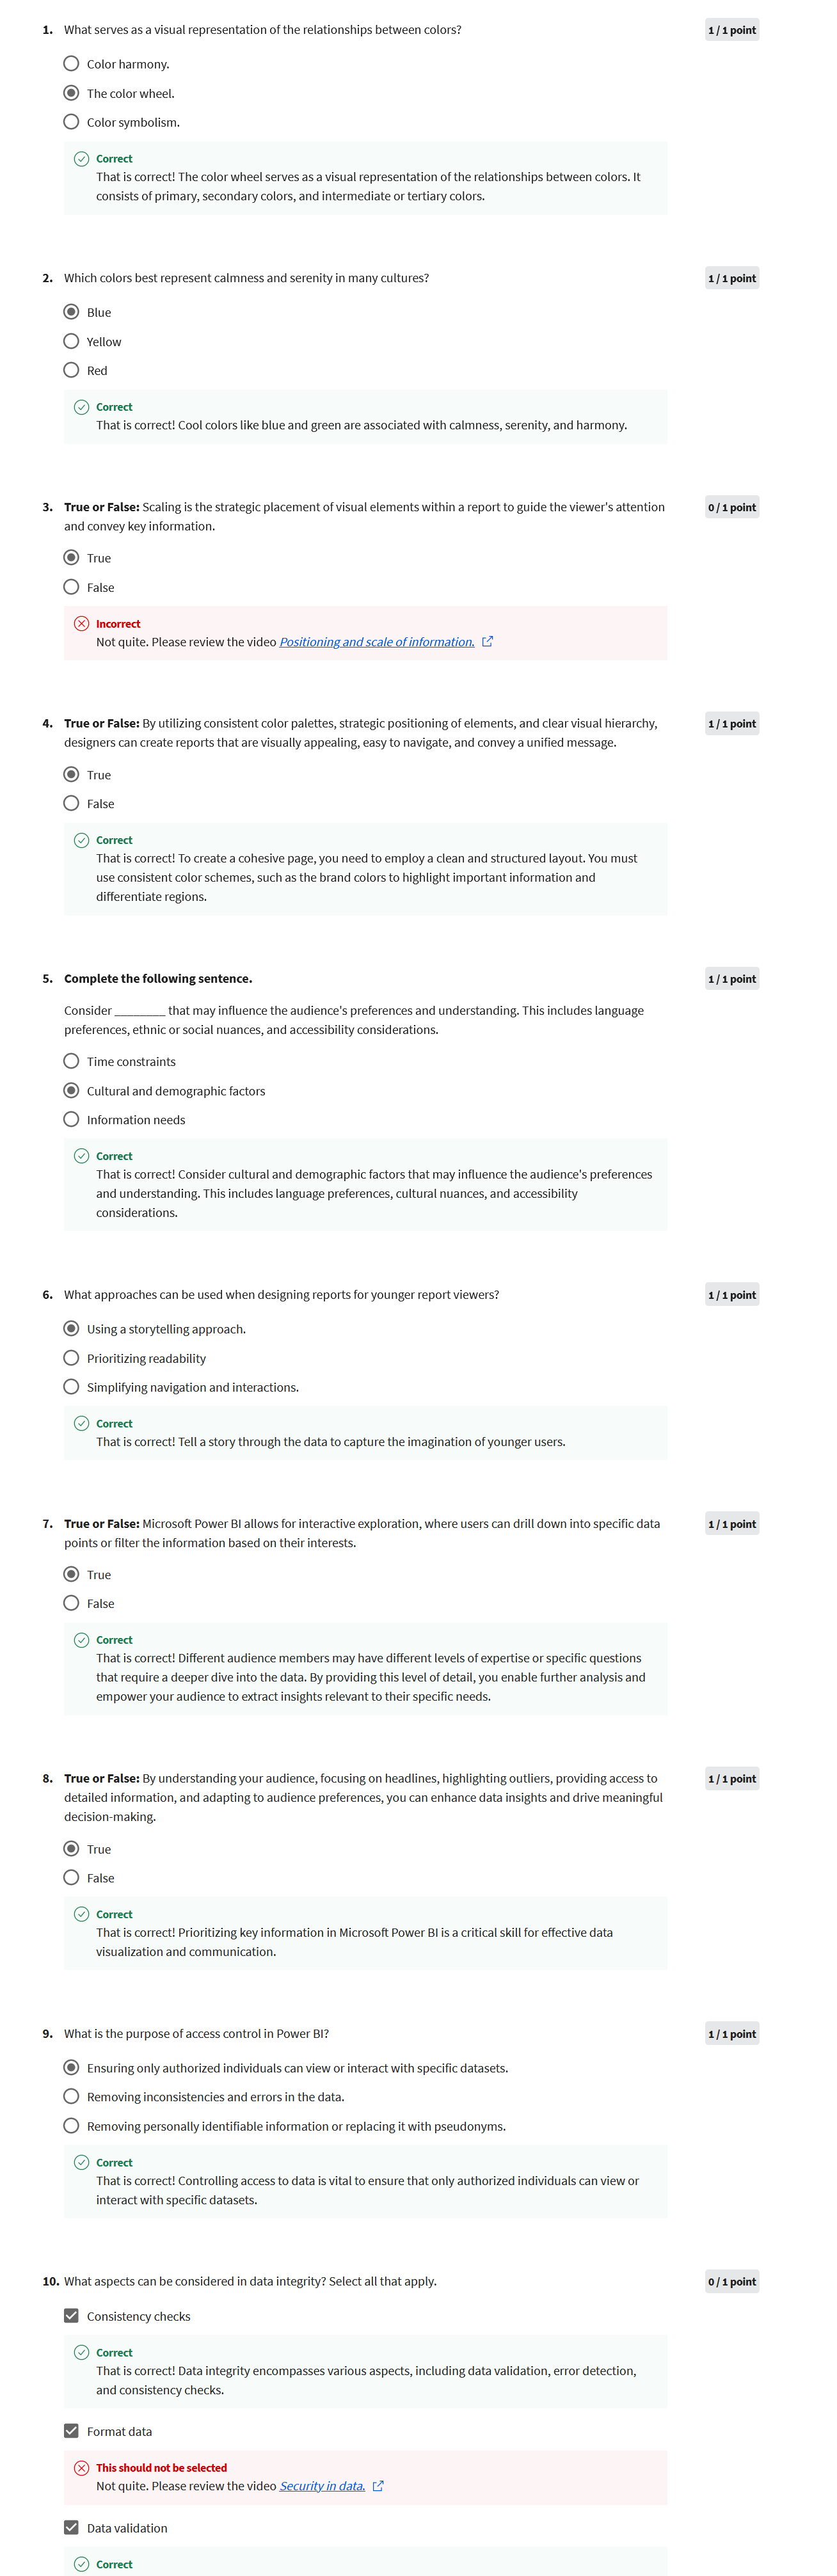 1. What serves as a visual representation of the relationships between colors?
1 / 1 point
Color harmony.
The color wheel.
Color symbolism.
Correct
That is correct! The color wheel serves as a visual representation of the relationships between colors. It
consists of primary, secondary colors, and intermediate or tertiary colors.
2. Which colors best represent calmness and serenity in many cultures?
1 / 1 point
Blue
Yellow
Red
Correct
That is correct! Cool colors like blue and green are associated with calmness, serenity, and harmony.
3. True or False: Scaling is the strategic placement of visual elements within a report to guide the viewer's attention
and convey key information.
0 / 1 point
True
False
Incorrect
Not quite. Please review the video Positioning and scale of information.
4. True or False: By utilizing consistent color palettes, strategic positioning of elements, and clear visual hierarchy,
designers can create reports that are visually appealing, easy to navigate, and convey a unified message.
1 / 1 point
True
False
Correct
That is correct! To create a cohesive page, you need to employ a clean and structured layout. You must
use consistent color schemes, such as the brand colors to highlight important information and
differentiate regions.
5. Complete the following sentence.
1 / 1 point
Consider ________ that may influence the audience's preferences and understanding. This includes language
preferences, ethnic or social nuances, and accessibility considerations.
Time constraints
Cultural and demographic factors
Information needs
Correct
That is correct! Consider cultural and demographic factors that may influence the audience's preferences
and understanding. This includes language preferences, cultural nuances, and accessibility
considerations.
6. What approaches can be used when designing reports for younger report viewers?
1 / 1 point
Using a storytelling approach.
Prioritizing readability
Simplifying navigation and interactions.
Correct
That is correct! Tell a story through the data to capture the imagination of younger users.
7. True or False: Microsoft Power BI allows for interactive exploration, where users can drill down into specific data
points or filter the information based on their interests.
1 / 1 point
True
False
Correct
That is correct! Different audience members may have different levels of expertise or specific questions
that require a deeper dive into the data. By providing this level of detail, you enable further analysis and
empower your audience to extract insights relevant to their specific needs.
8. True or False: By understanding your audience, focusing on headlines, highlighting outliers, providing access to
detailed information, and adapting to audience preferences, you can enhance data insights and drive meaningful
decision-making.
1 / 1 point
True
False
Correct
That is correct! Prioritizing key information in Microsoft Power BI is a critical skill for effective data
visualization and communication.
9. What is the purpose of access control in Power BI?
1 / 1 point
Ensuring only authorized individuals can view or interact with specific datasets.
Removing inconsistencies and errors in the data.
Removing personally identifiable information or replacing it with pseudonyms.
Correct
That is correct! Controlling access to data is vital to ensure that only authorized individuals can view or
interact with specific datasets.
10. What aspects can be considered in data integrity? Select all that apply.
0 / 1 point
Consistency checks
Correct
That is correct! Data integrity encompasses various aspects, including data validation, error detection,
and consistency checks.
Format data
This should not be selected
Not quite. Please review the video Security in data.
Data validation
Correct